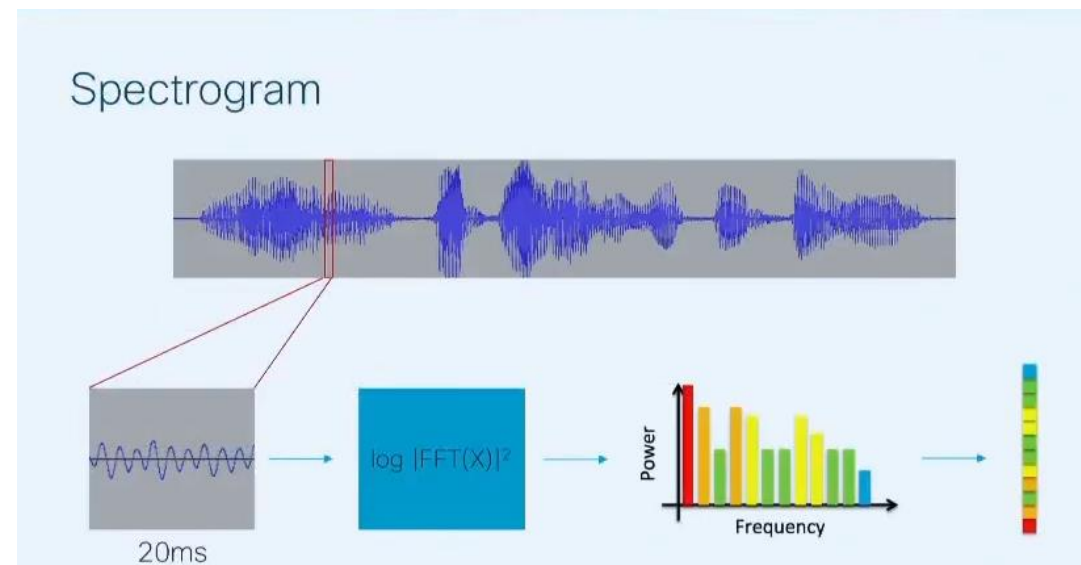 Spectrogram
20ms
log |FFT(X)|²
Power
Frequency